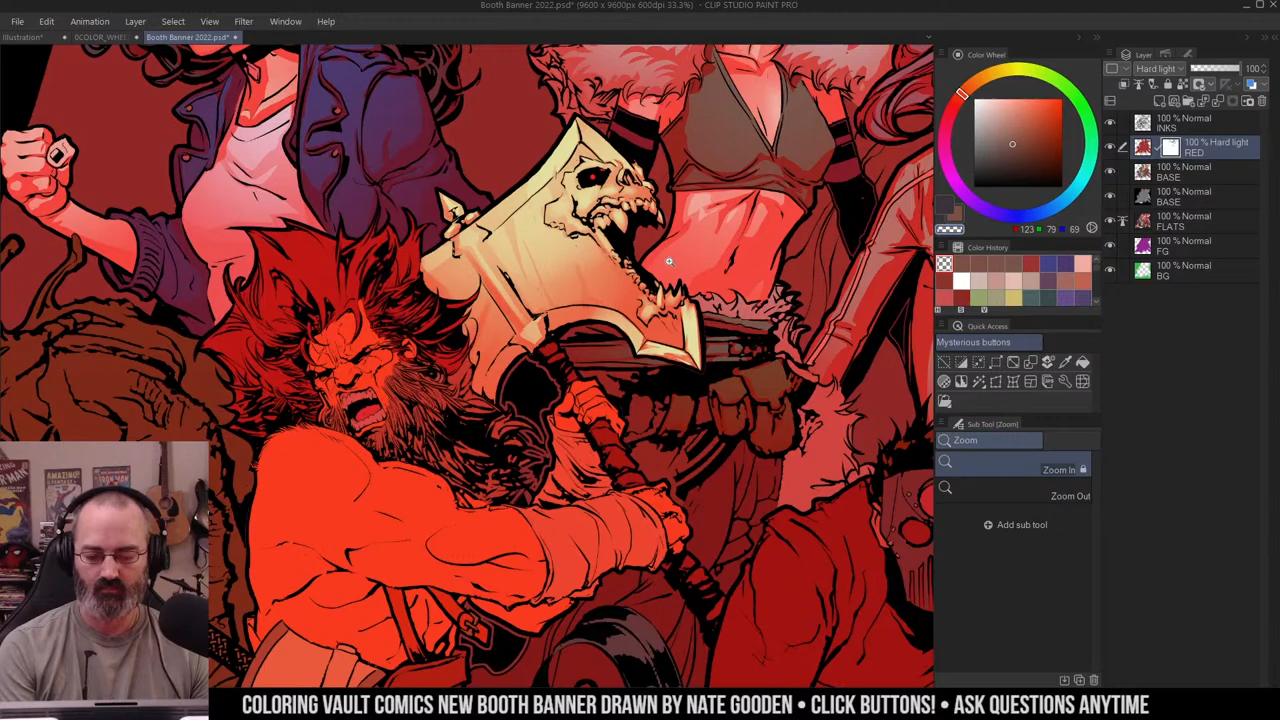 Booth Banner 2022.psd* (9600 x 9600px 600dpi 33.3%) - CLIP STUDIO PAINT PRO
File Edit Animation Layer Select View Filter Window Help
Illustration* 0COLOR_WHE Booth Banner 2022.psd*
Color Wheel
123 79 69
Color History
H S V
Quick Access
Mysterious buttons
Sub Tool [Zoom]
Zoom
Zoom In
Zoom Out
Add sub tool
Layer
Hard light 100
100 % Normal
INKS
100 % Hard light
RED
100 % Normal
BASE
100 % Normal
BASE
100 % Normal
FLATS
100 % Normal
FG
100 % Normal
BG
AMAZING
COLORING VAULT COMICS NEW BOOTH BANNER DRAWN BY NATE GOODEN • CLICK BUTTONS! • ASK QUESTIONS ANYTIME